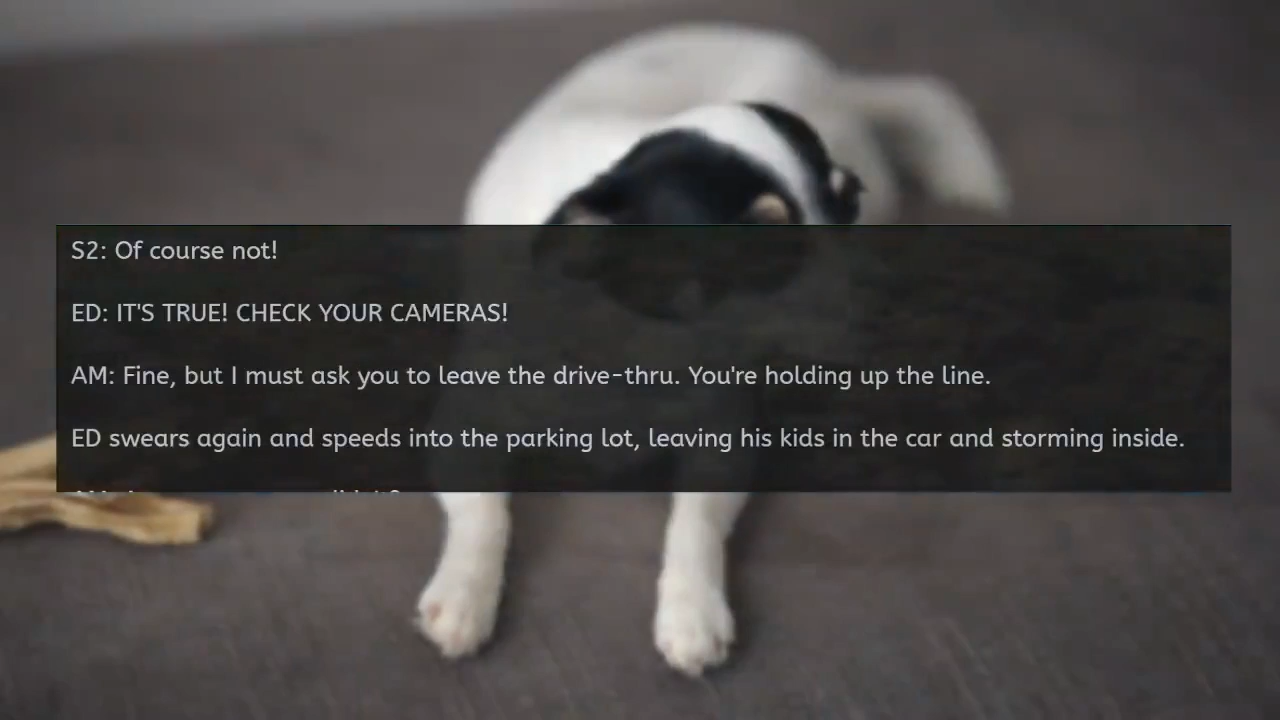 S2: Of course not!
ED: IT'S TRUE! CHECK YOUR CAMERAS!
AM: Fine, but I must ask you to leave the drive-thru. You're holding up the line.
ED swears again and speeds into the parking lot, leaving his kids in the car and storming inside.